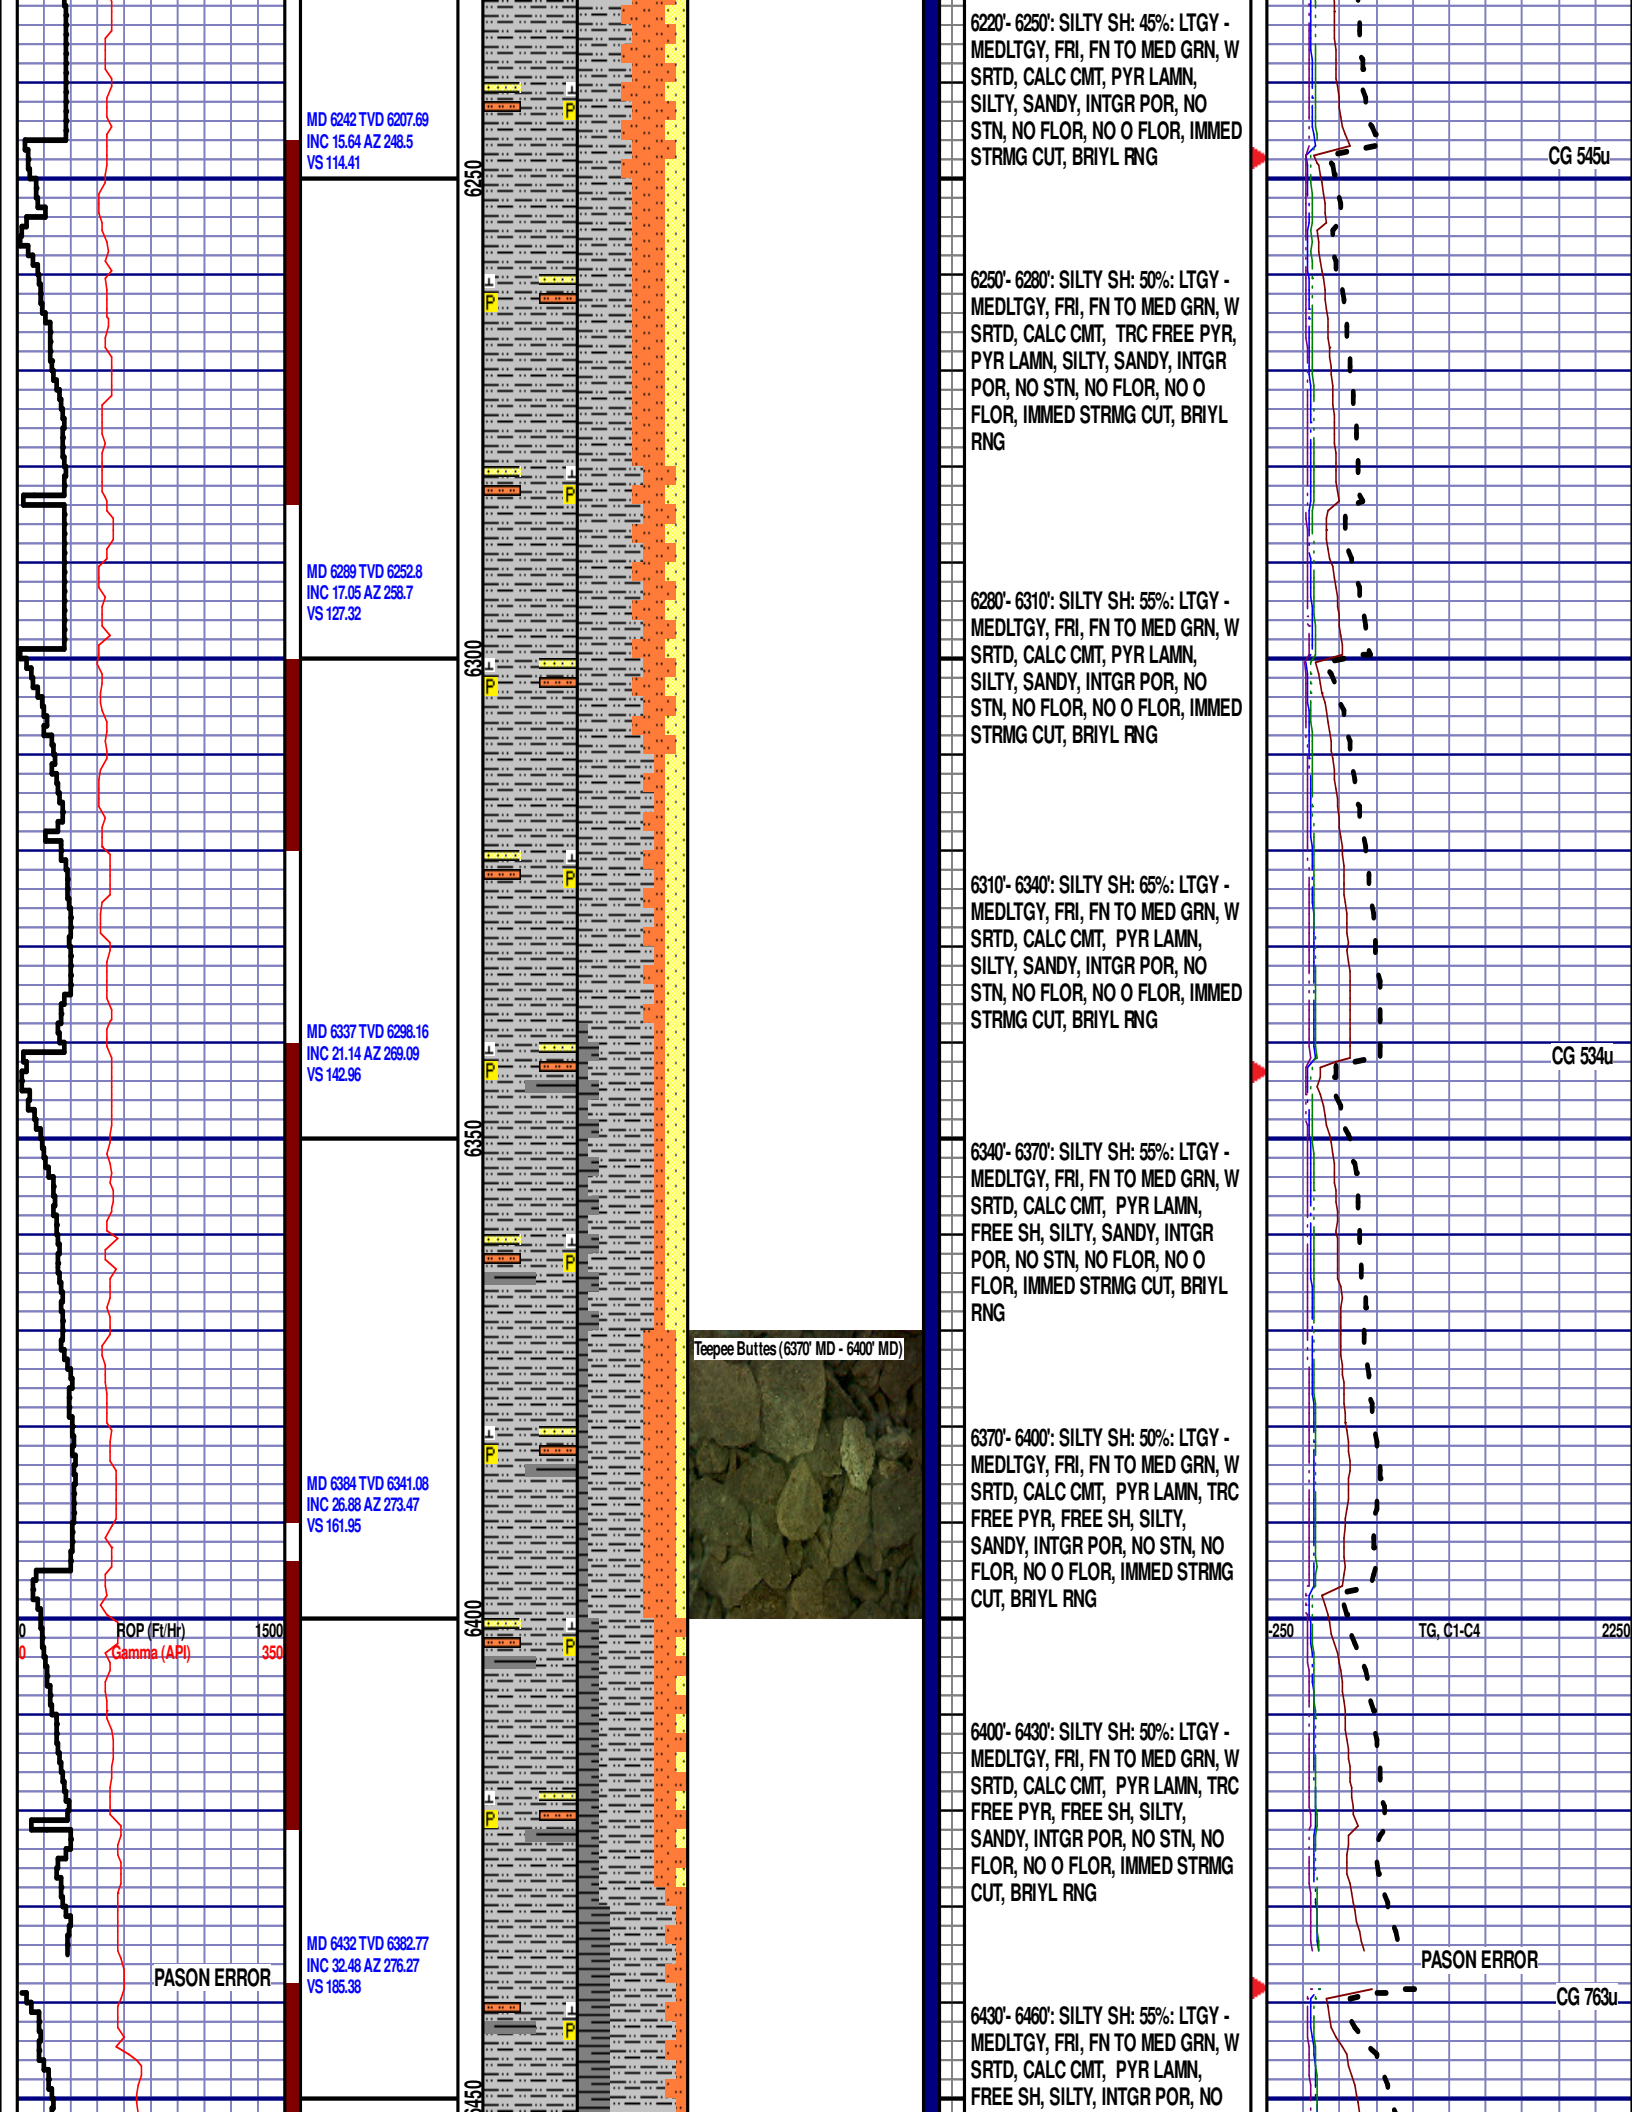 MD 6242 TVD 6207.69
INC 15.64 AZ 248.5
VS 114.41
MD 6289 TVD 6252.8
INC 17.05 AZ 258.7
VS 127.32
MD 6337 TVD 6298.16
INC 21.14 AZ 269.09
VS 142.96
MD 6384 TVD 6341.08
INC 26.88 AZ 273.47
VS 161.95
0 ROP (Ft/Hr) 1500
0 Gamma (API) 350
PASON ERROR
MD 6432 TVD 6382.77
INC 32.48 AZ 276.27
VS 185.38
6250
6300
6350
6400
6450
P
P
P
P
P
P
P
P
P
P
P
Teepee Buttes (6370' MD - 6400' MD)
6220'- 6250': SILTY SH: 45%: LTGY -
MEDLTGY, FRI, FN TO MED GRN, W
SRTD, CALC CMT, PYR LAMN,
SILTY, SANDY, INTGR POR, NO
STN, NO FLOR, NO O FLOR, IMMED
STRMG CUT, BRIYL RNG
6250'- 6280': SILTY SH: 50%: LTGY -
MEDLTGY, FRI, FN TO MED GRN, W
SRTD, CALC CMT, TRC FREE PYR,
PYR LAMN, SILTY, SANDY, INTGR
POR, NO STN, NO FLOR, NO O
FLOR, IMMED STRMG CUT, BRIYL
RNG
6280'- 6310': SILTY SH: 55%: LTGY -
MEDLTGY, FRI, FN TO MED GRN, W
SRTD, CALC CMT, PYR LAMN,
SILTY, SANDY, INTGR POR, NO
STN, NO FLOR, NO O FLOR, IMMED
STRMG CUT, BRIYL RNG
6310'- 6340': SILTY SH: 65%: LTGY -
MEDLTGY, FRI, FN TO MED GRN, W
SRTD, CALC CMT, PYR LAMN,
SILTY, SANDY, INTGR POR, NO
STN, NO FLOR, NO O FLOR, IMMED
STRMG CUT, BRIYL RNG
6340'- 6370': SILTY SH: 55%: LTGY -
MEDLTGY, FRI, FN TO MED GRN, W
SRTD, CALC CMT, PYR LAMN,
FREE SH, SILTY, SANDY, INTGR
POR, NO STN, NO FLOR, NO O
FLOR, IMMED STRMG CUT, BRIYL
RNG
6370'- 6400': SILTY SH: 50%: LTGY -
MEDLTGY, FRI, FN TO MED GRN, W
SRTD, CALC CMT, PYR LAMN, TRC
FREE PYR, FREE SH, SILTY,
SANDY, INTGR POR, NO STN, NO
FLOR, NO O FLOR, IMMED STRMG
CUT, BRIYL RNG
6400'- 6430': SILTY SH: 50%: LTGY -
MEDLTGY, FRI, FN TO MED GRN, W
SRTD, CALC CMT, PYR LAMN, TRC
FREE PYR, FREE SH, SILTY,
SANDY, INTGR POR, NO STN, NO
FLOR, NO O FLOR, IMMED STRMG
CUT, BRIYL RNG
6430'- 6460': SILTY SH: 55%: LTGY -
MEDLTGY, FRI, FN TO MED GRN, W
SRTD, CALC CMT, PYR LAMN,
FREE SH, SILTY, INTGR POR, NO
CG 545u
CG 534u
-250 TG, C1-C4 2250
PASON ERROR
CG 763u